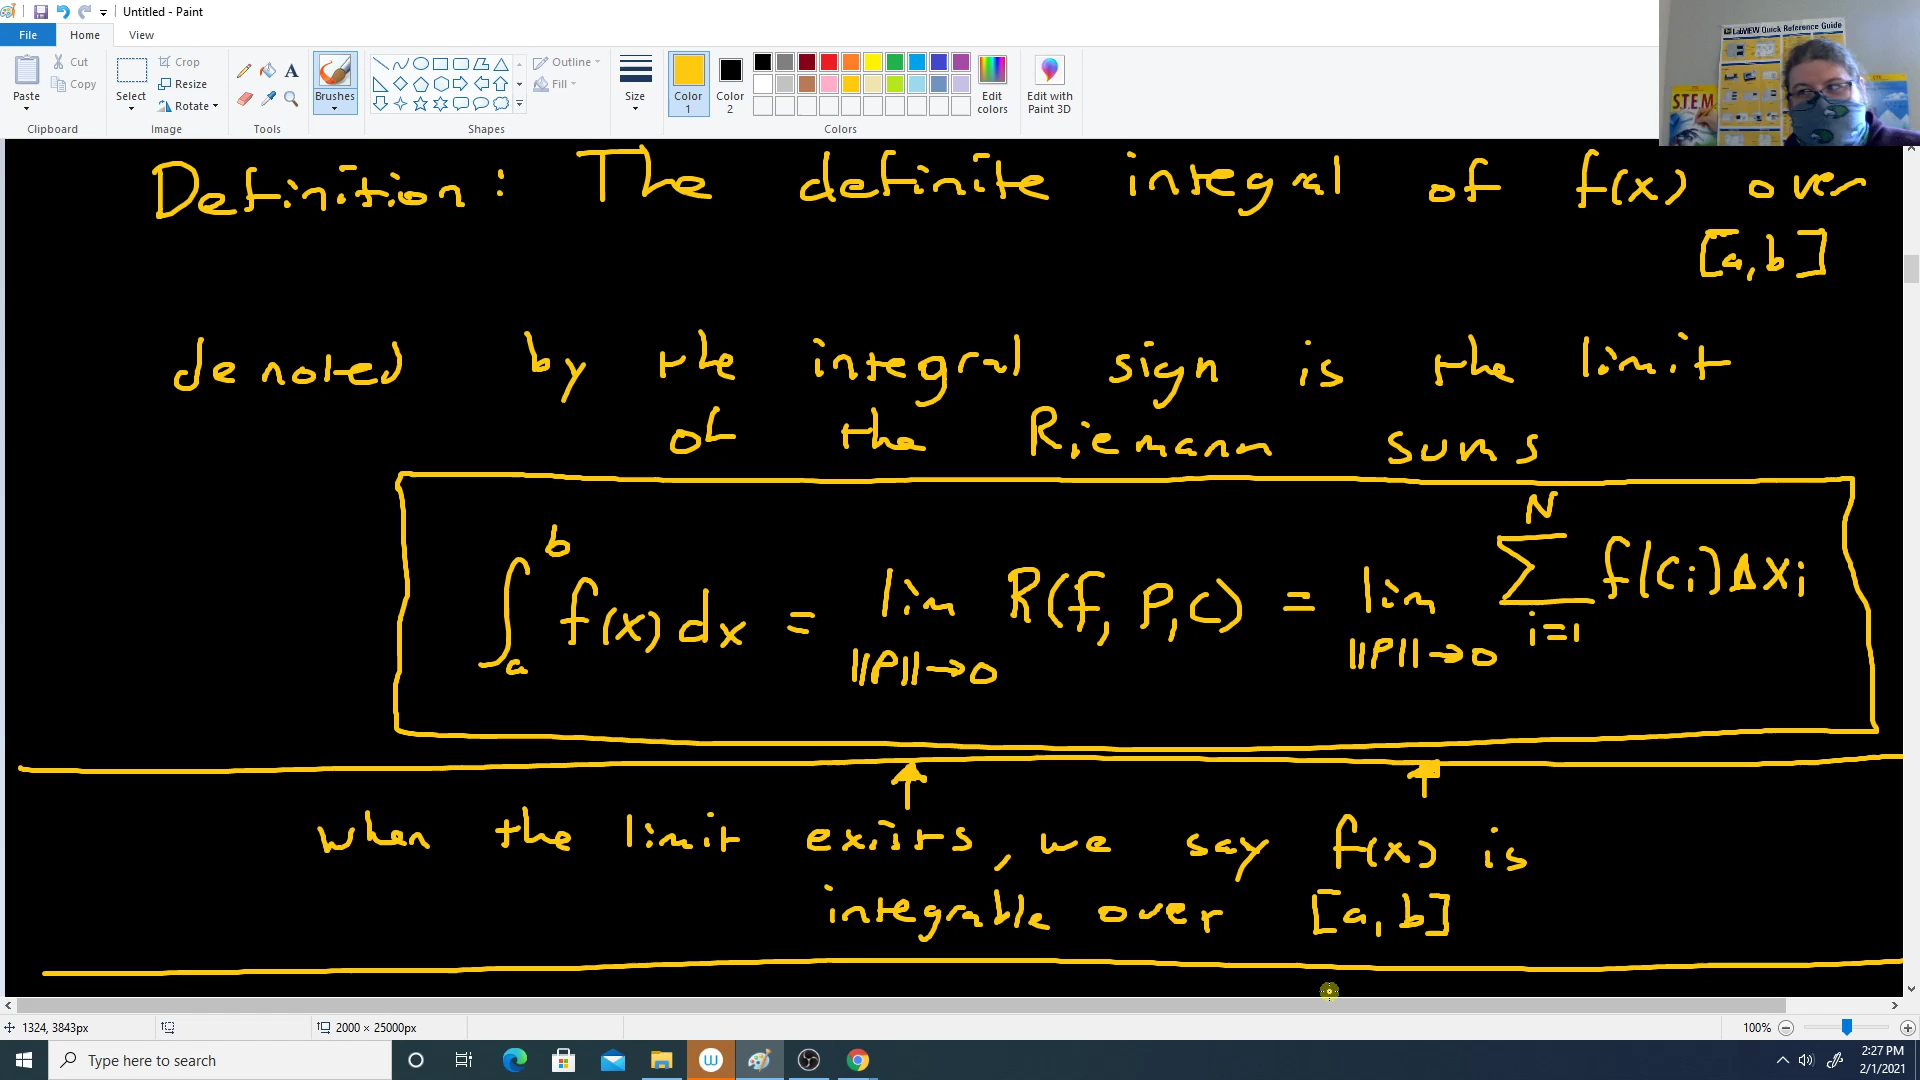 Untitled - Paint
File Home View
Paste Cut Copy Clipboard
Select Crop Resize Rotate Image
Tools
Brushes
Shapes Outline Fill
Size
Color 1 Color 2 Edit colors Colors
Edit with Paint 3D
LabVIEW Quick Reference Guide
S.T.E.M
Definition: The definite integral of f(x) over
[a,b]
denoted by the integral sign is the limit
of the Riemann sums
∫_a^b f(x) dx = lim_{||P||→0} R(f, P, C) = lim_{||P||→0} ∑_{i=1}^N f(c_i) Δx_i
when the limit exists, we say f(x) is
integrable over [a,b]
1324, 3843px 2000 × 25000px 100%
Type here to search 2:27 PM
2/1/2021